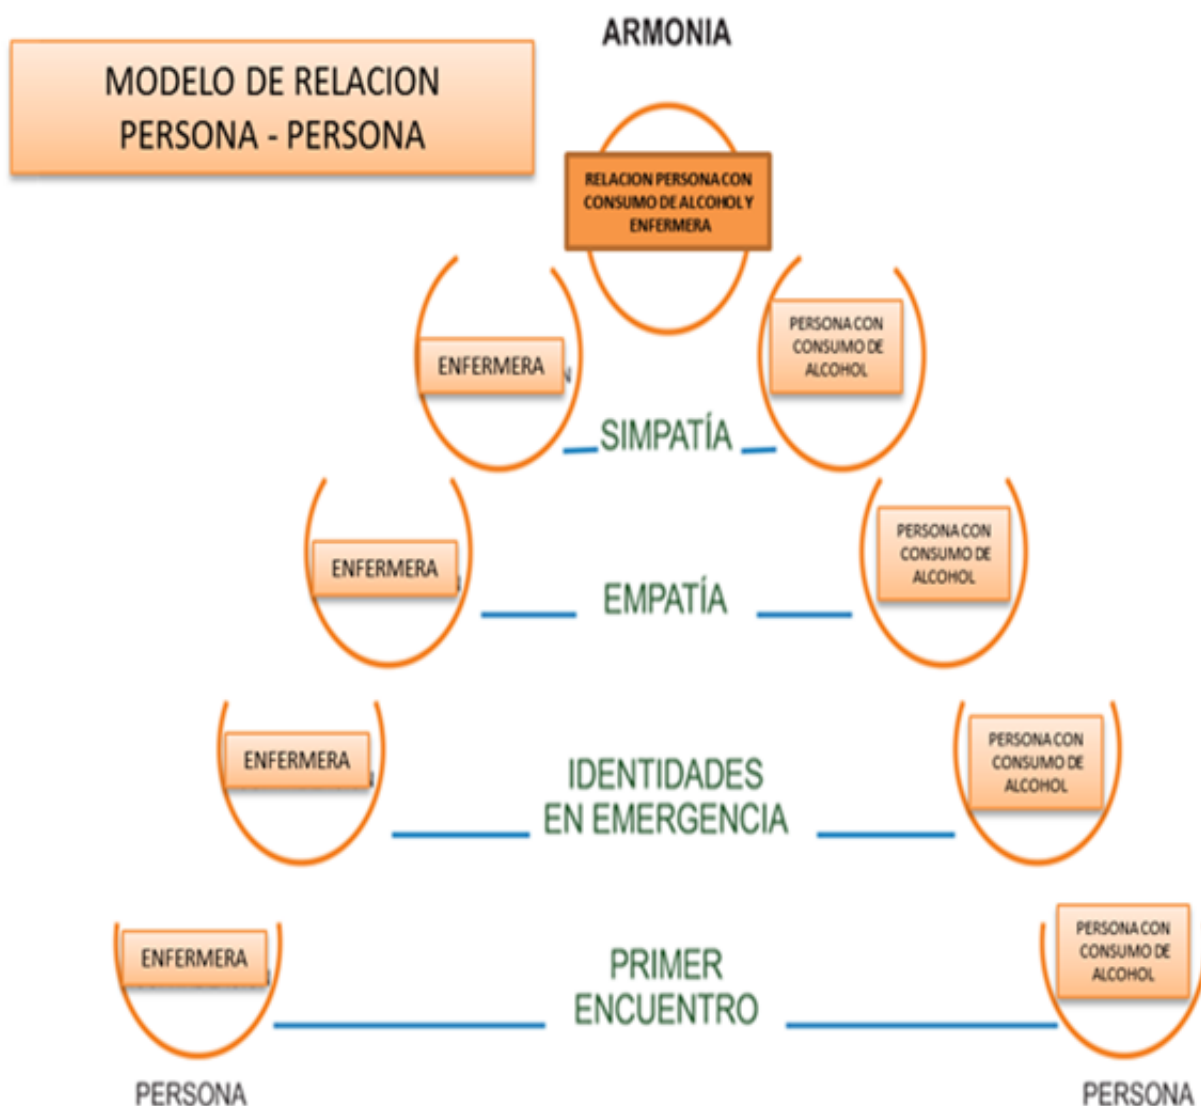 ARMONIA
MODELO DE RELACION
PERSONA - PERSONA
RELACION PERSONA CON
CONSUMO DE ALCOHOL Y
ENFERMERA
ENFERMERA
PERSONA CON
CONSUMO DE
ALCOHOL
SIMPATÍA
ENFERMERA
PERSONA CON
CONSUMO DE
ALCOHOL
EMPATÍA
ENFERMERA
PERSONA CON
CONSUMO DE
ALCOHOL
IDENTIDADES
EN EMERGENCIA
ENFERMERA
PERSONA CON
CONSUMO DE
ALCOHOL
PRIMER
ENCUENTRO
PERSONA
PERSONA